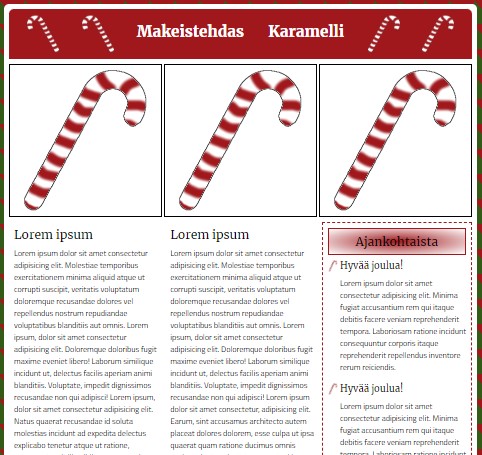 Makeistehdas Karamelli
Lorem ipsum
Lorem ipsum dolor sit amet consectetur
adipisicing elit. Molestiae temporibus
exercitationem minima aliquid atque ut
corrupti suscipit, veritatis voluptatum
doloremque recusandae dolores vel
repellendus nostrum repudiandae
voluptatibus blanditiis aut omnis. Lorem
ipsum, dolor sit amet consectetur adipisicing
elit. Doloremque doloribus fugit
maxime eveniet libero! Laborum similique
incidunt ut, delectus facilis aperiam animi
blanditiis. Voluptate, impedit dignissimos
quaerat non qui adipisci! Lorem ipsum,
dolor sit amet consectetur adipisicing elit.
Natus quaerat recusandae id soluta
molestias incidunt ad expedita delectus
explicabo tenetur atque ut ratione,
Lorem ipsum
Lorem ipsum dolor sit amet consectetur
adipisicing elit. Molestiae temporibus
exercitationem minima aliquid atque ut
corrupti suscipit, veritatis voluptatum
doloremque recusandae dolores vel
repellendus nostrum repudiandae
voluptatibus blanditiis aut omnis. Lorem
ipsum, dolor sit amet consectetur
adipisicing elit. Doloremque doloribus fugit
maxime eveniet libero! Laborum similique
incidunt ut, delectus facilis aperiam animi
blanditiis. Voluptate, impedit dignissimos
quaerat non qui adipisci! Lorem ipsum
dolor sit amet consectetur adipisicing elit.
Earum, sint accusamus architecto autem
placeat dolores dolorem, esse culpa ut ipsa
quaerat quam ratione ducimus omnis
Ajankohtaista
Hyvää joulua!
Lorem ipsum dolor sit amet
consectetur adipisicing elit. Minima
fugiat accusantium rem qui itaque
debitis facere veniam reprehenderit
tempora. Laboriosam ratione incidunt
consequuntur corporis itaque
reprehenderit repellendus inventore
rerum reiciendis.
Hyvää joulua!
Lorem ipsum dolor sit amet
consectetur adipisicing elit. Minima
fugiat accusantium rem qui itaque
debitis facere veniam reprehenderit